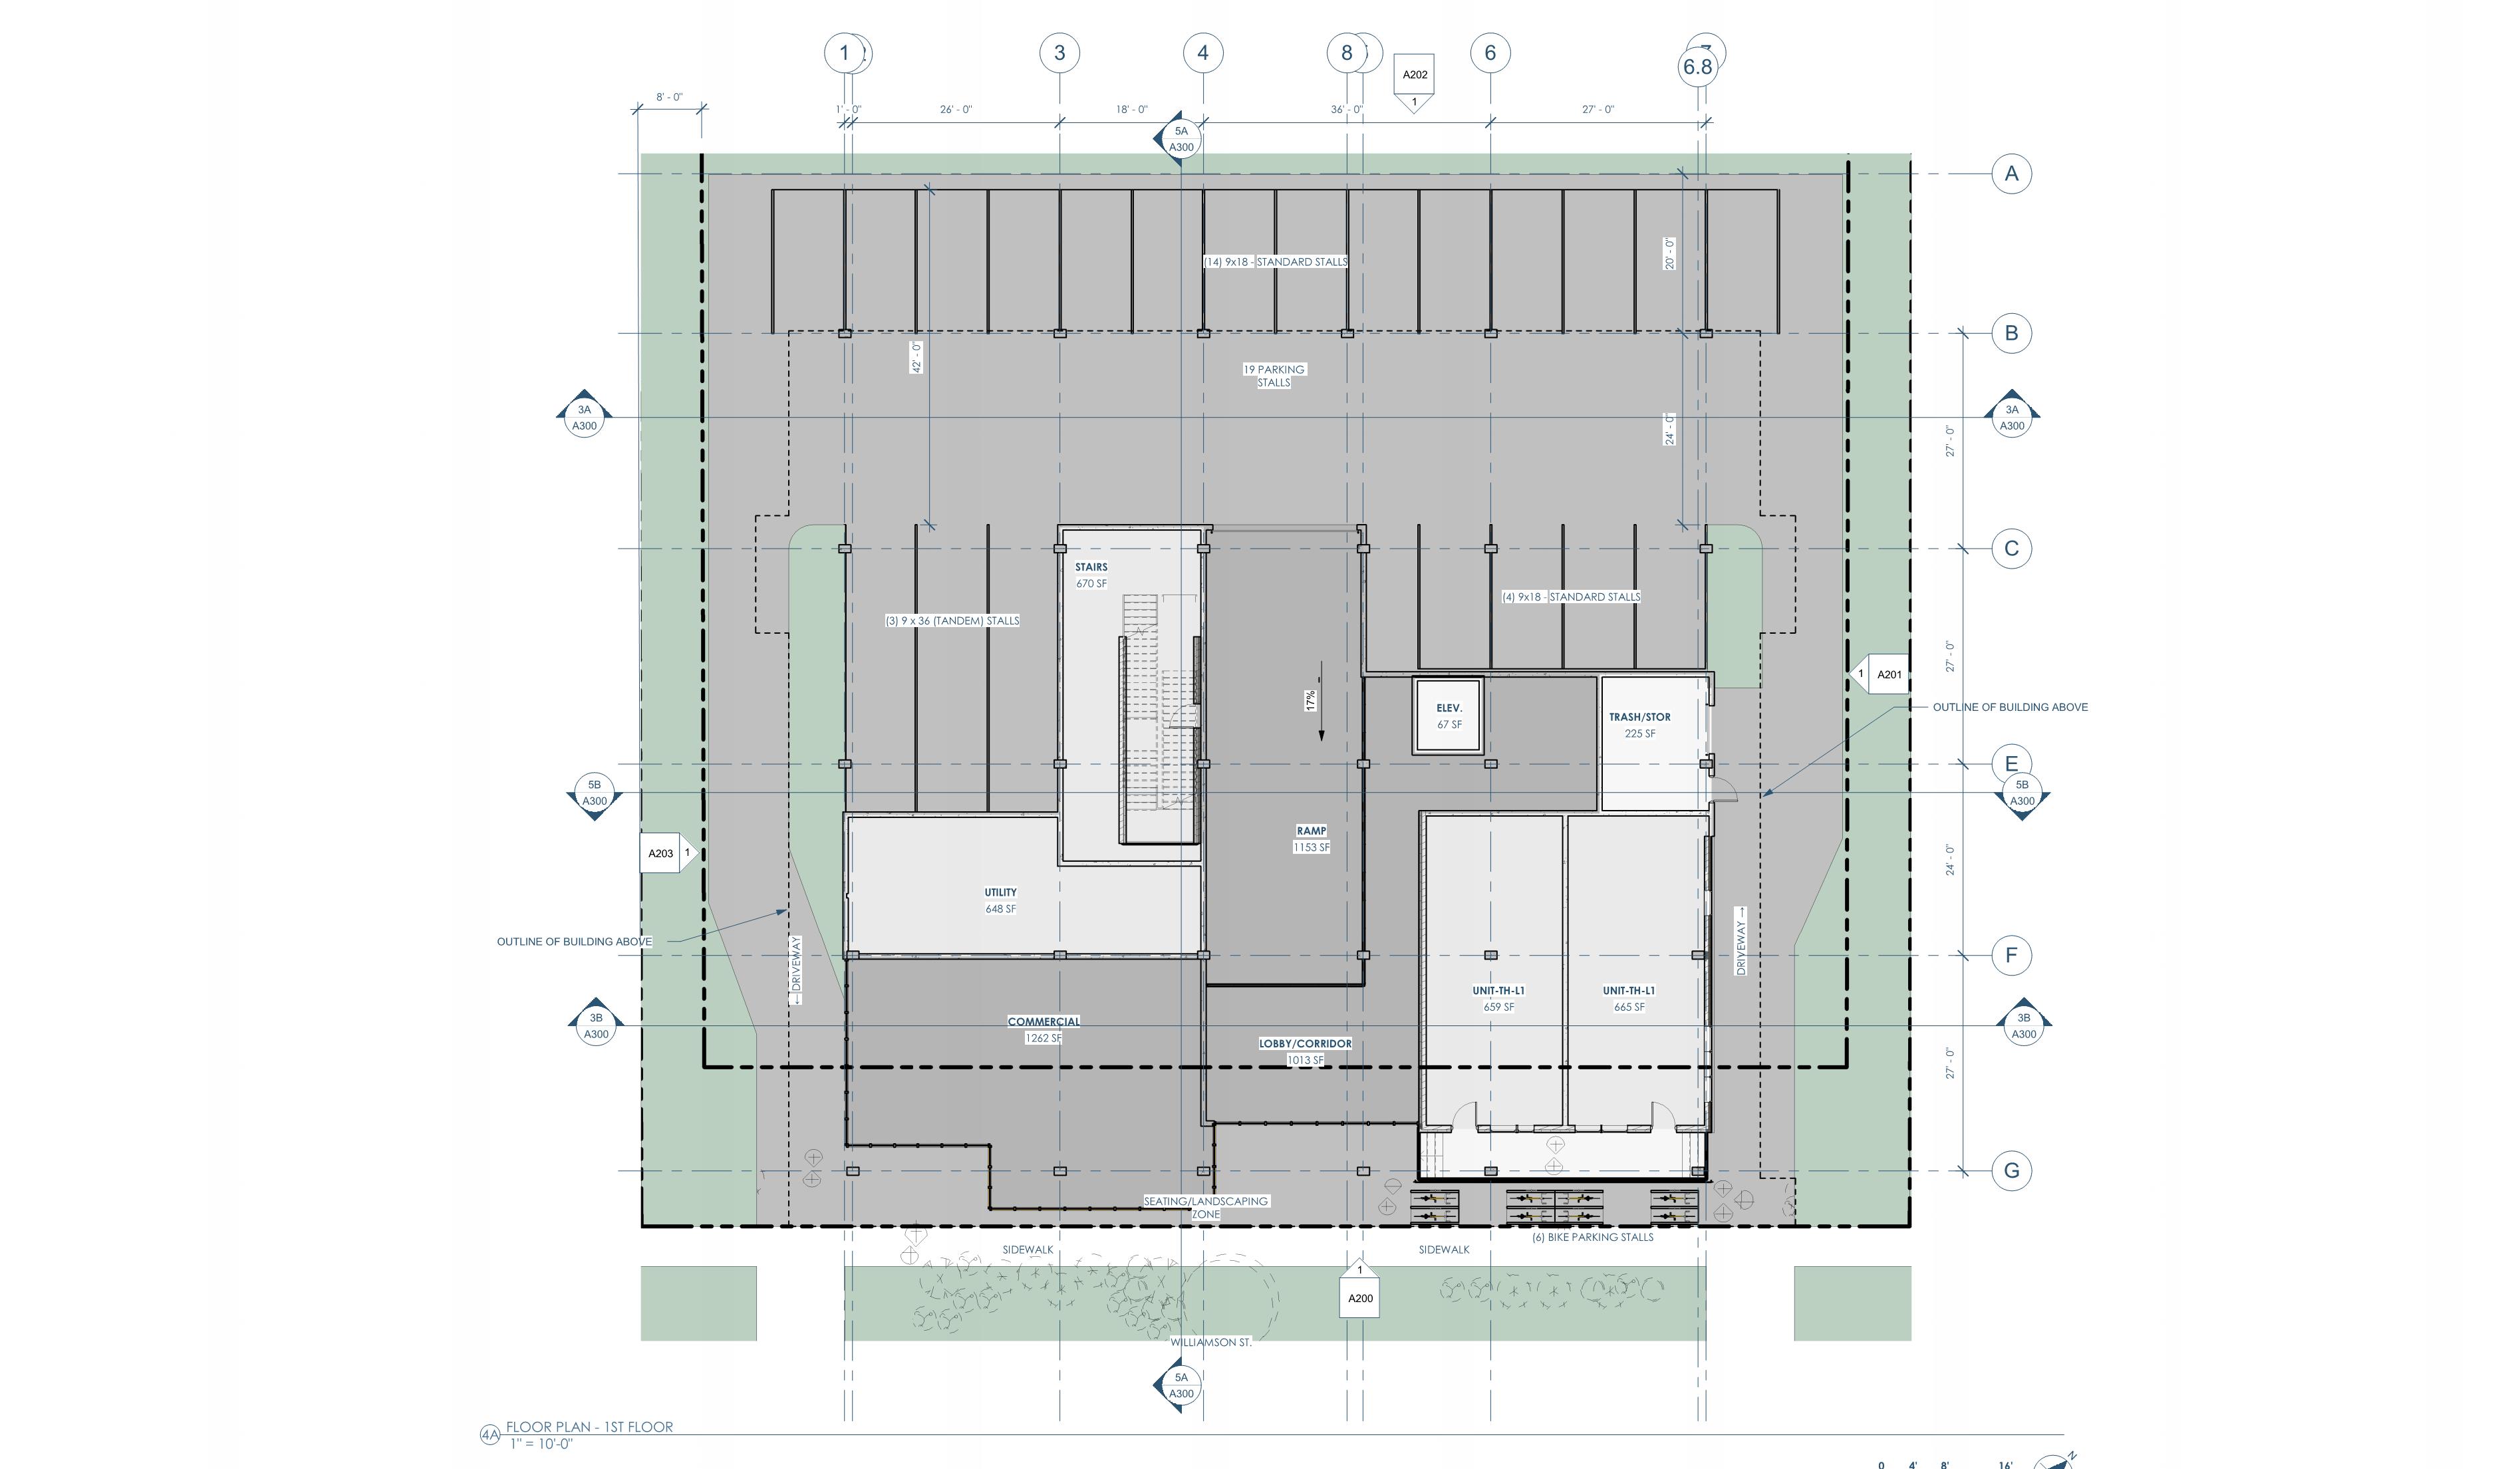 1
3
4
8
6
7
6.8
A202
1
8' - 0"
1' - 0"
26' - 0"
18' - 0"
36' - 0"
27' - 0"
5A
A300
A
(14) 9x18 - STANDARD STALLS
20' - 0"
B
42' - 0"
19 PARKING
STALLS
3A
A300
24' - 0"
3A
A300
27' - 0"
C
STAIRS
670 SF
(3) 9 x 36 (TANDEM) STALLS
(4) 9x18 - STANDARD STALLS
27' - 0"
1
A201
17%
ELEV.
67 SF
TRASH/STOR
225 SF
OUTLINE OF BUILDING ABOVE
E
5B
A300
5B
A300
A203
1
RAMP
1153 SF
24' - 0"
UTILITY
648 SF
OUTLINE OF BUILDING ABOVE
← DRIVEWAY
DRIVEWAY →
F
UNIT-TH-L1
659 SF
UNIT-TH-L1
665 SF
3B
A300
COMMERCIAL
1262 SF
LOBBY/CORRIDOR
1013 SF
3B
A300
27' - 0"
G
SEATING/LANDSCAPING
ZONE
SIDEWALK
SIDEWALK
(6) BIKE PARKING STALLS
1
A200
WILLIAMSON ST.
5A
A300
4A
FLOOR PLAN - 1ST FLOOR
1" = 10'-0"
0
4'
8'
16'
N